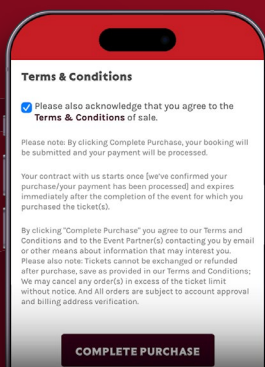 Terms & Conditions
Please also acknowledge that you agree to the
Terms & Conditions of sale.
Please note: By clicking Complete Purchase, your booking will
be submitted and your payment will be processed.
Your contract with us starts once [we've confirmed your
purchase/your payment has been processed] and expires
immediately after the completion of the event for which you
purchased the ticket(s).
By clicking "Complete Purchase" you agree to our Terms and
Conditions and to the Event Partner(s) contacting you by email
or other means about information that may interest you.
Please also note: Tickets cannot be exchanged or refunded
after purchase, save as provided in our Terms and Conditions;
We may cancel any order(s) in excess of the ticket limit
without notice. And All orders are subject to account approval
and billing address verification.
COMPLETE PURCHASE